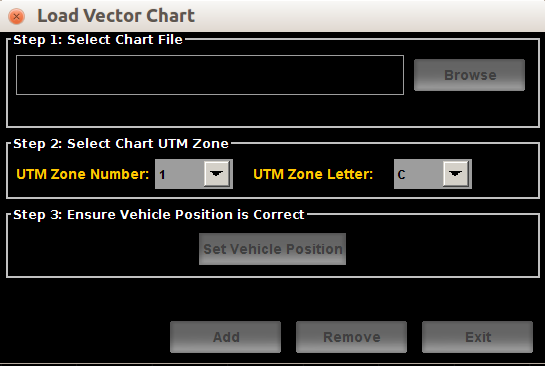 Load Vector Chart
Step 1: Select Chart File
Browse
Step 2: Select Chart UTM Zone
UTM Zone Number: 1 UTM Zone Letter: C
Step 3: Ensure Vehicle Position is Correct
Set Vehicle Position
Add Remove Exit